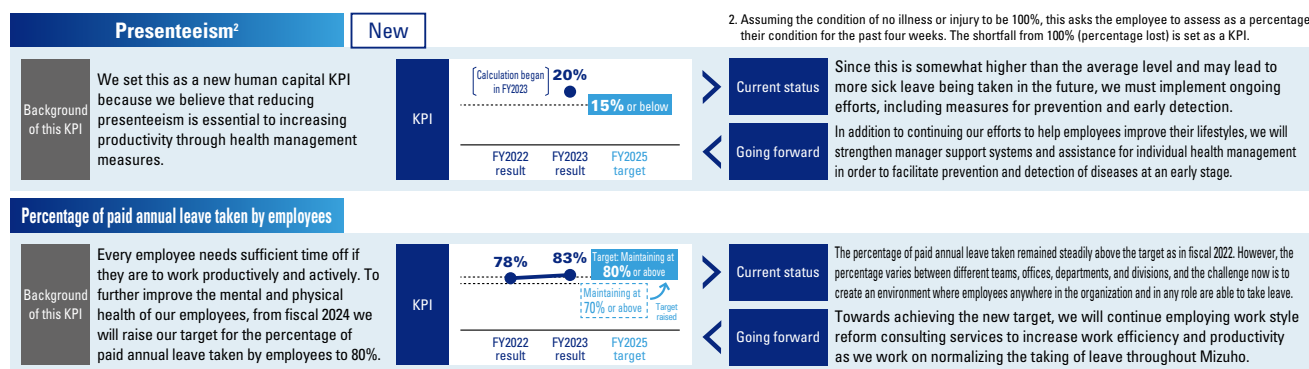 Presenteeism2
New
2. Assuming the condition of no illness or injury to be 100%, this asks the employee to assess as a percentage
their condition for the past four weeks. The shortfall from 100% (percentage lost) is set as a KPI.
Background
of this KPI
We set this as a new human capital KPI
because we believe that reducing
presenteeism is essential to increasing
productivity through health management
measures.
KPI
Calculation began
in FY2023
20%
15% or below
FY2022
result
FY2023
result
FY2025
target
Current status
Since this is somewhat higher than the average level and may lead to
more sick leave being taken in the future, we must implement ongoing
efforts, including measures for prevention and early detection.
Going forward
In addition to continuing our efforts to help employees improve their lifestyles, we will
strengthen manager support systems and assistance for individual health management
in order to facilitate prevention and detection of diseases at an early stage.
Percentage of paid annual leave taken by employees
Background
of this KPI
Every employee needs sufficient time off if
they are to work productively and actively. To
further improve the mental and physical
health of our employees, from fiscal 2024 we
will raise our target for the percentage of
paid annual leave taken by employees to 80%.
KPI
78%
83%
Target: Maintaining at
80% or above
Maintaining at
70% or above
Target
raised
FY2022
result
FY2023
result
FY2025
target
Current status
The percentage of paid annual leave taken remained steadily above the target as in fiscal 2022. However, the
percentage varies between different teams, offices, departments, and divisions, and the challenge now is to
create an environment where employees anywhere in the organization and in any role are able to take leave.
Going forward
Towards achieving the new target, we will continue employing work style
reform consulting services to increase work efficiency and productivity
as we work on normalizing the taking of leave throughout Mizuho.